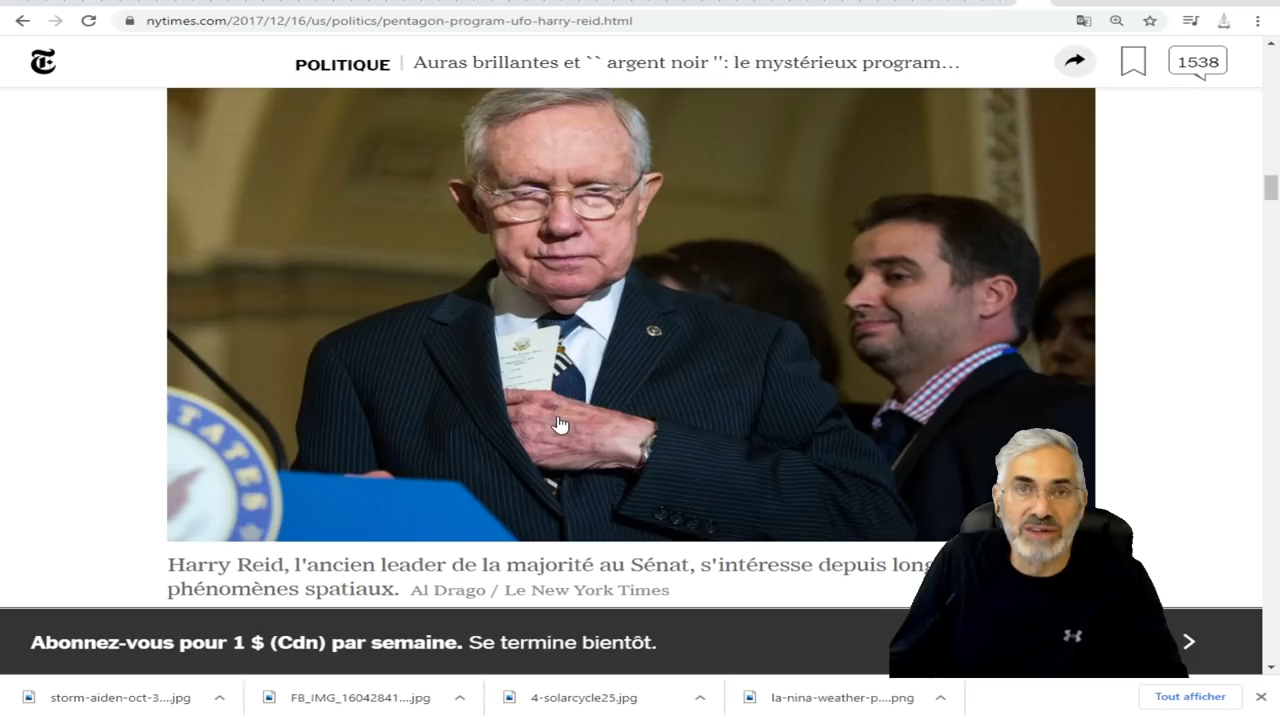 nytimes.com/2017/12/16/us/politics/pentagon-program-ufo-harry-reid.html
POLITIQUE | Auras brillantes et `` argent noir '': le mystérieux program…
1538
TATES
Harry Reid, l'ancien leader de la majorité au Sénat, s'intéresse depuis
phénomènes spatiaux. Al Drago / Le New York Times
Abonnez-vous pour 1 $ (Cdn) par semaine. Se termine bientôt.
storm-aiden-oct-3....jpg
FB_IMG_16042841....jpg
4-solarcycle25.jpg
la-nina-weather-p....png
Tout afficher